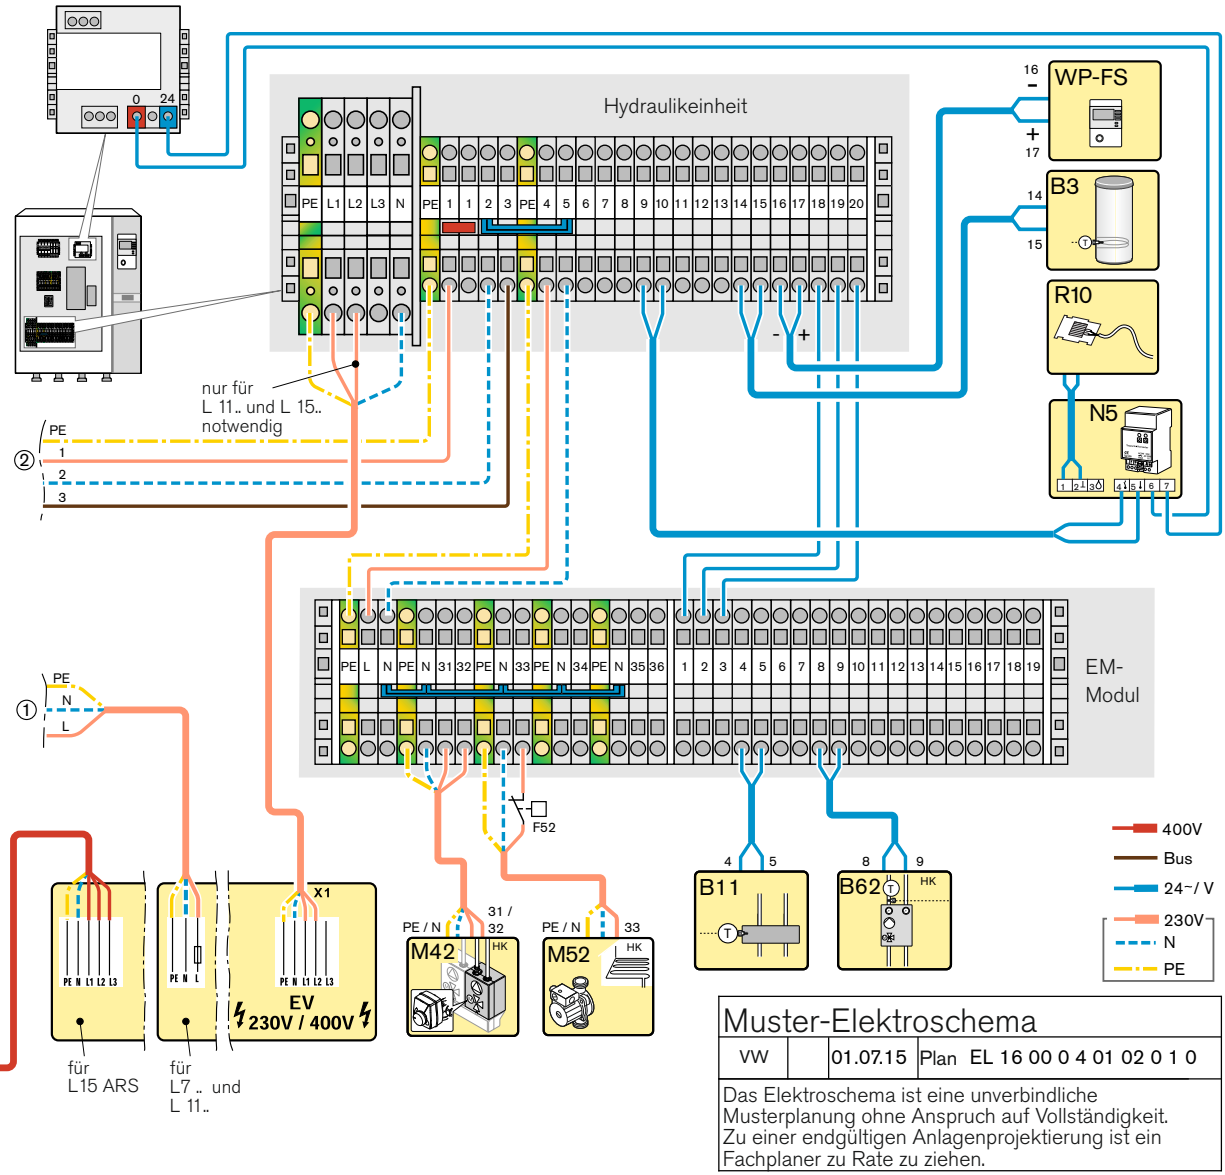 0 24
Hydraulikeinheit
PE L1 L2 L3 N PE 1 1 2 3 PE 4 5 6 7 8 9 10 11 12 13 14 15 16 17 18 19 20
- +
nur für
L 11.. und L 15..
notwendig
16
-
+
17
WP-FS
14
15
B3
T
R10
N5
1 2 ⊥ 3 4 5 6 7
②
PE
1
2
3
PE L N PE N 31 32 PE N 33 PE N 34 PE N 35 36 1 2 3 4 5 6 7 8 9 10 11 12 13 14 15 16 17 18 19
EM-
Modul
①
PE
N
L
F52
X1
PE N L1 L2 L3
PE N L
PE N L1 L2 L3
EV
230V / 400V
für
L15 ARS
für
L7 .. und
L 11..
PE / N
31 /
32
M42
HK
PE / N
33
M52
HK
4 5
B11
T
8 9
B62
T
HK
400V
Bus
24~/ V
230V
N
PE
Muster-Elektroschema
VW 01.07.15 Plan EL 16 00 0 4 01 02 0 1 0
Das Elektroschema ist eine unverbindliche
Musterplanung ohne Anspruch auf Vollständigkeit.
Zu einer endgültigen Anlagenprojektierung ist ein
Fachplaner zu Rate zu ziehen.